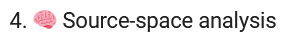 4. 🧠 Source-space analysis